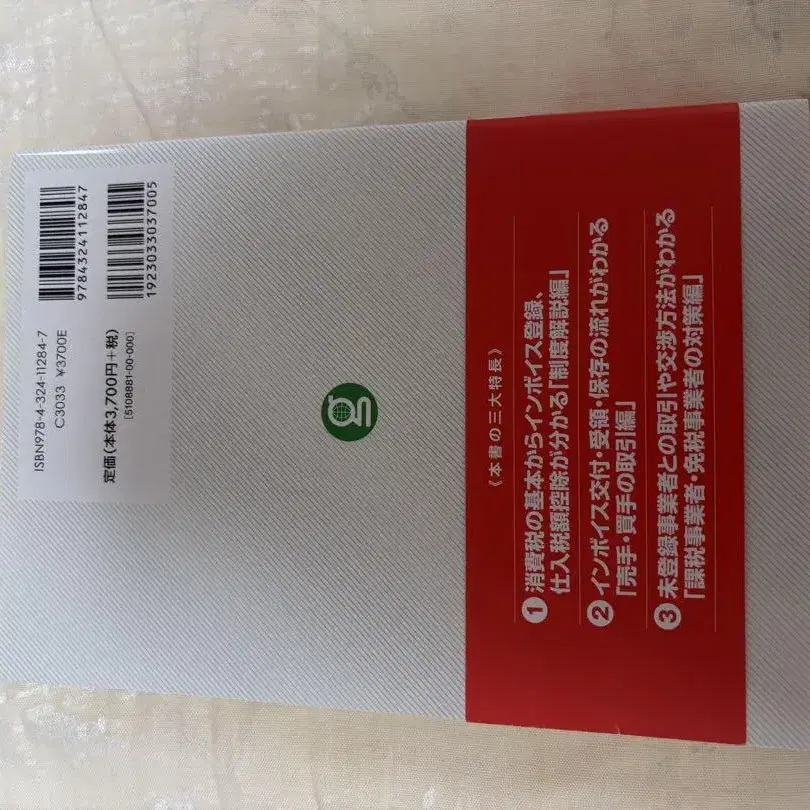 9784324112847
1923033037005
ISBN978-4-324-11284-7
C3033 ¥3700E
定価(本体3,700円+税)
[5108881-00-000]
g
《本書の三大特長》
1 消費税の基本からインボイス登録、
仕入税額控除が分かる「制度解説編」
2 インボイス交付・受領・保存の流れがわかる
「売手・買手の取引編」
3 未登録事業者との取引や交渉方法がわかる
「課税事業者・免税事業者の対策編」